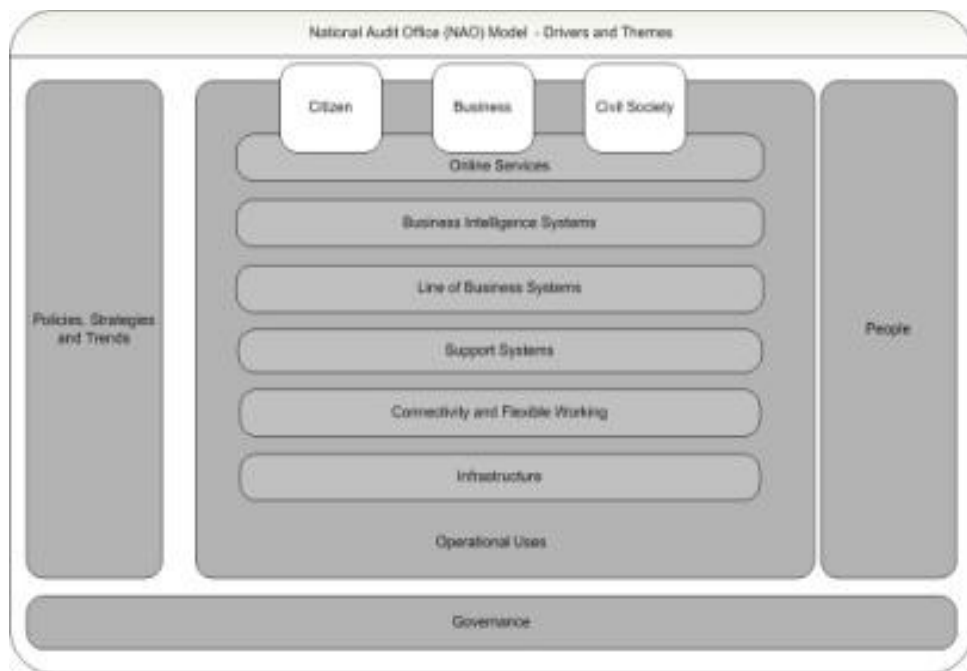 National Audit Office (NAO) Model - Drivers and Themes
Citizen
Business
Civil Society
Online Services
Business Intelligence Systems
Line of Business Systems
Policies, Strategies
and Trends
People
Support Systems
Connectivity and Flexible Working
Infrastructure
Operational Uses
Governance